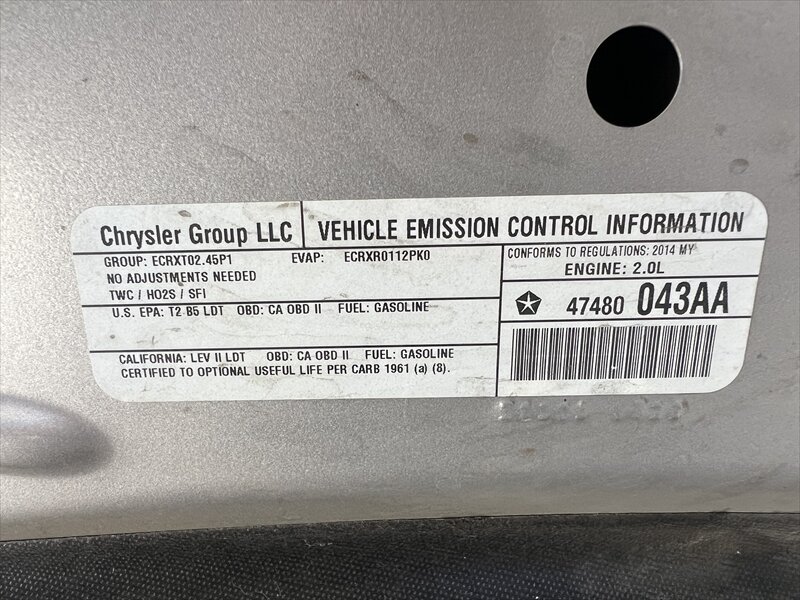 Chrysler Group LLC
VEHICLE EMISSION CONTROL INFORMATION
GROUP: ECRXT02.45P1 EVAP: ECRXR0112PK0
NO ADJUSTMENTS NEEDED
TWC / HO2S / SFI
U.S. EPA: T2 B5 LDT OBD: CA OBD II FUEL: GASOLINE
CALIFORNIA: LEV II LDT OBD: CA OBD II FUEL: GASOLINE
CERTIFIED TO OPTIONAL USEFUL LIFE PER CARB 1961 (a) (8).
CONFORMS TO REGULATIONS: 2014 MY
ENGINE: 2.0L
47480 043AA